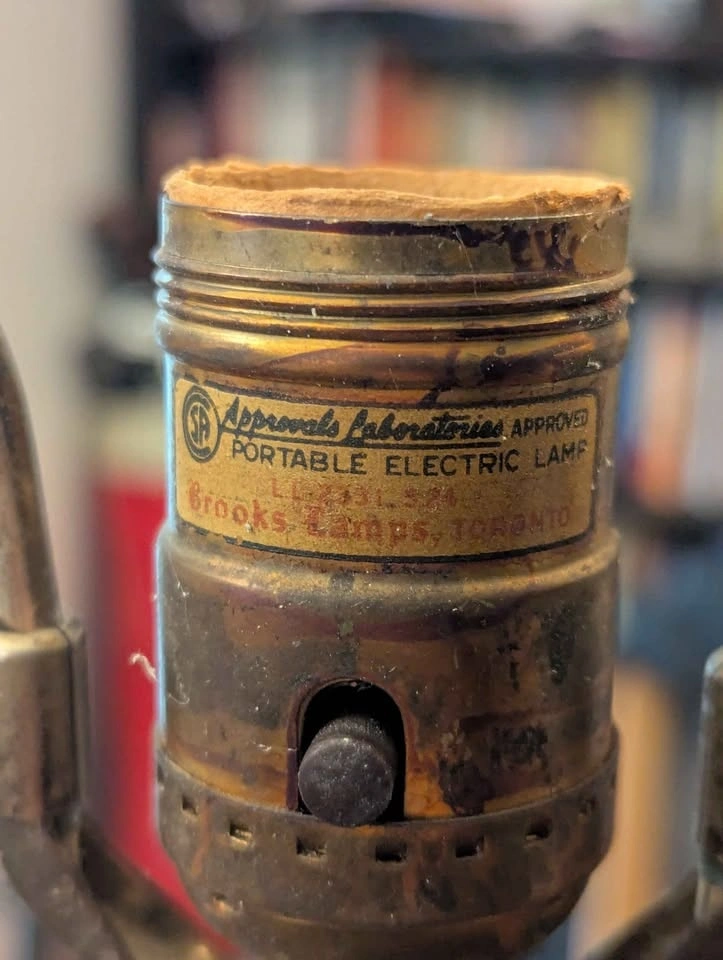 SA Approvals Laboratories APPROVED
PORTABLE ELECTRIC LAMP
Brooks Lamps, TORONTO